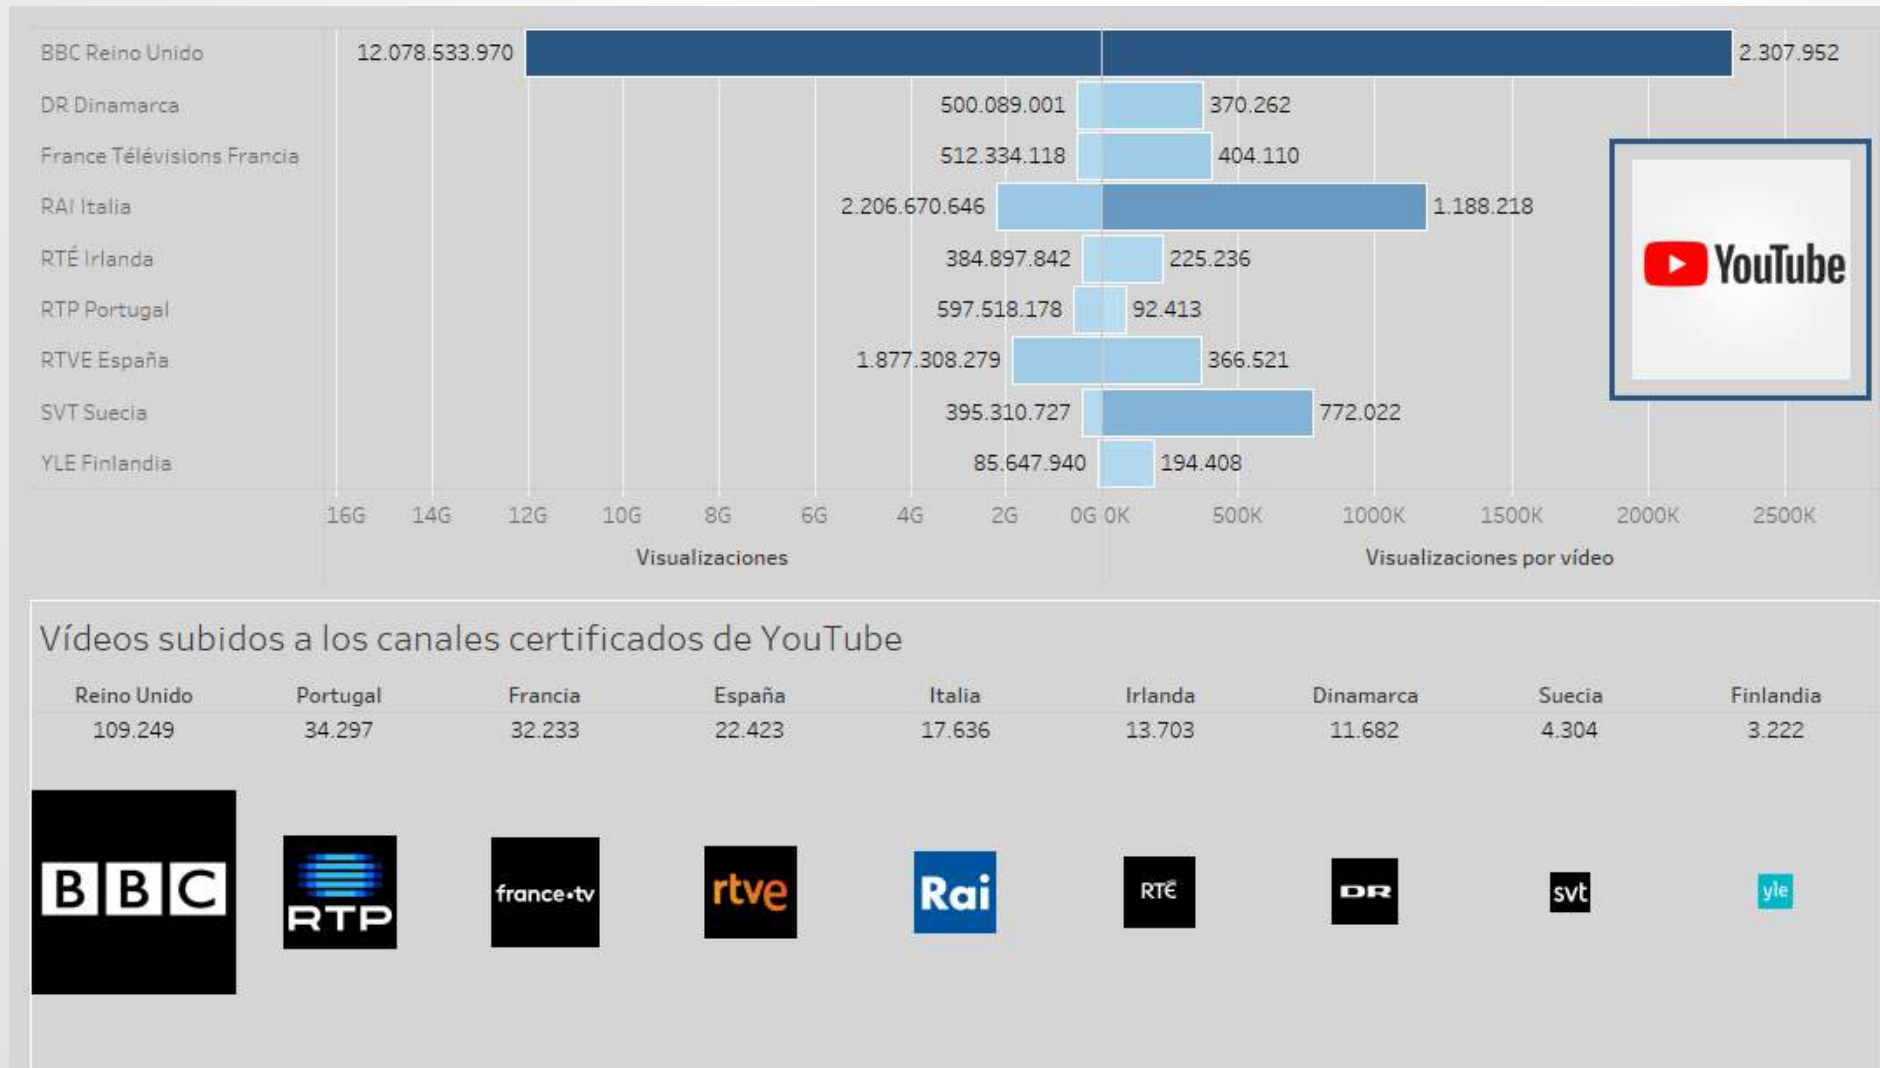 BBC Reino Unido 12.078.533.970 2.307.952
DR Dinamarca 500.089.001 370.262
France Télévisions Francia 512.334.118 404.110
RAI Italia 2.206.670.646 1.188.218
RTÉ Irlanda 384.897.842 225.236
RTP Portugal 597.518.178 92.413
RTVE España 1.877.308.279 366.521
SVT Suecia 395.310.727 772.022
YLE Finlandia 85.647.940 194.408
YouTube
16G 14G 12G 10G 8G 6G 4G 2G 0G 0K 500K 1000K 1500K 2000K 2500K
Visualizaciones Visualizaciones por vídeo
Vídeos subidos a los canales certificados de YouTube
Reino Unido Portugal Francia España Italia Irlanda Dinamarca Suecia Finlandia
109.249 34.297 32.233 22.423 17.636 13.703 11.682 4.304 3.222
BBC RTP france•tv rtve Rai RTÉ DR svt yle